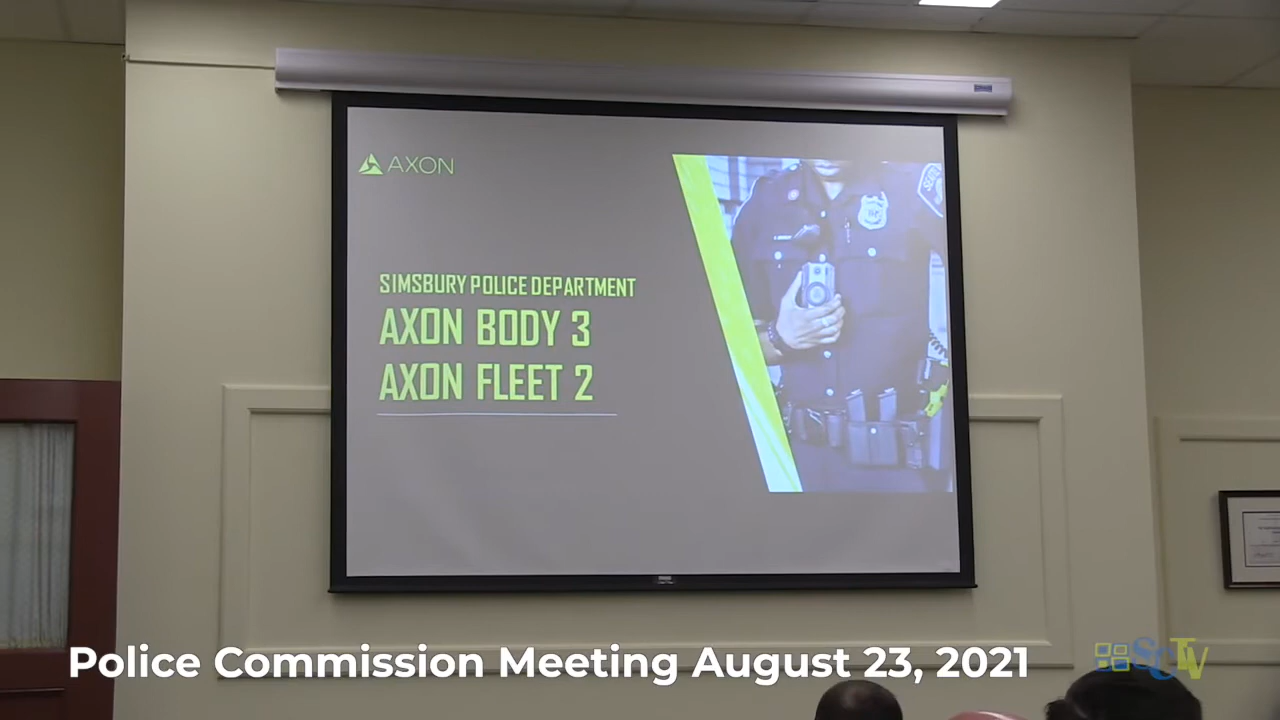 AXON
SIMSBURY POLICE DEPARTMENT
AXON BODY 3
AXON FLEET 2
Police Commission Meeting August 23, 2021
SCTV